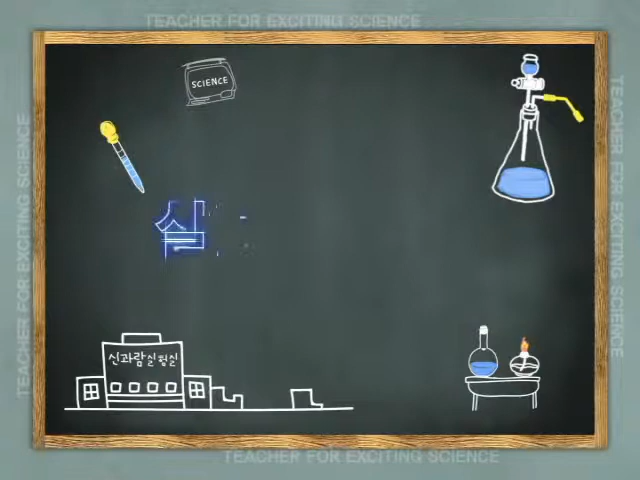 TEACHER FOR EXCITING SCIENCE
SCIENCE
TEACHER FOR EXCITING SCIENCE
TEACHER FOR EXCITING SCIENCE
실
신과람실험실
TEACHER FOR EXCITING SCIENCE